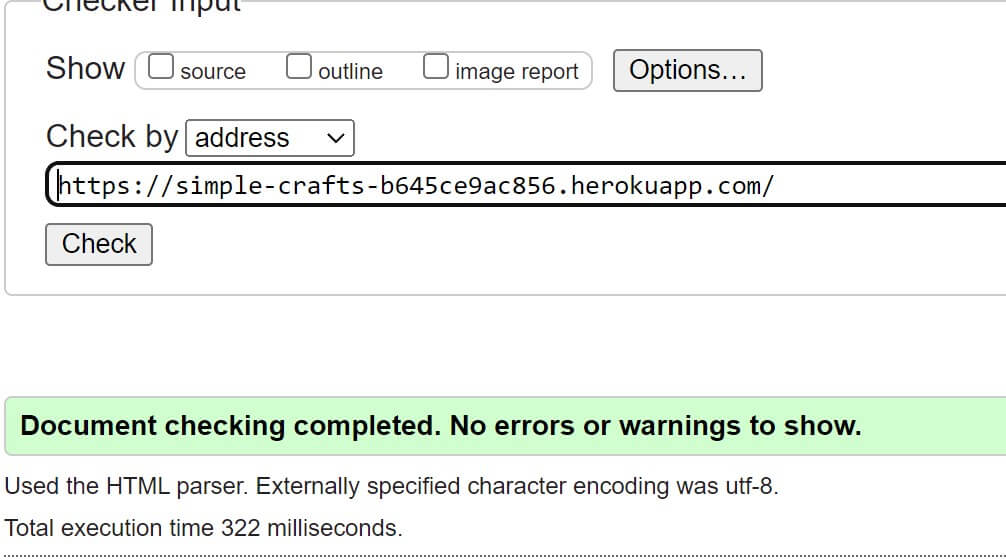 Checker Input
Show source outline image report Options...
Check by address
https://simple-crafts-b645ce9ac856.herokuapp.com/
Check
Document checking completed. No errors or warnings to show.
Used the HTML parser. Externally specified character encoding was utf-8.
Total execution time 322 milliseconds.